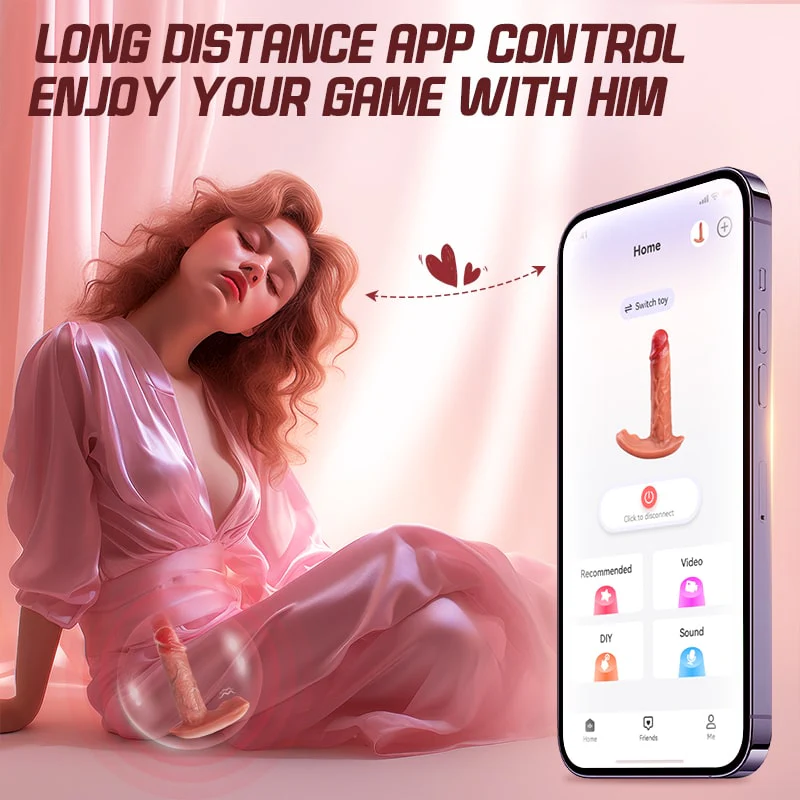 LONG DISTANCE APP CONTROL
ENJOY YOUR GAME WITH HIM
Home
Switch toy
Click to disconnect
Recommended
Video
DIY
Sound
Home
Friends
Me